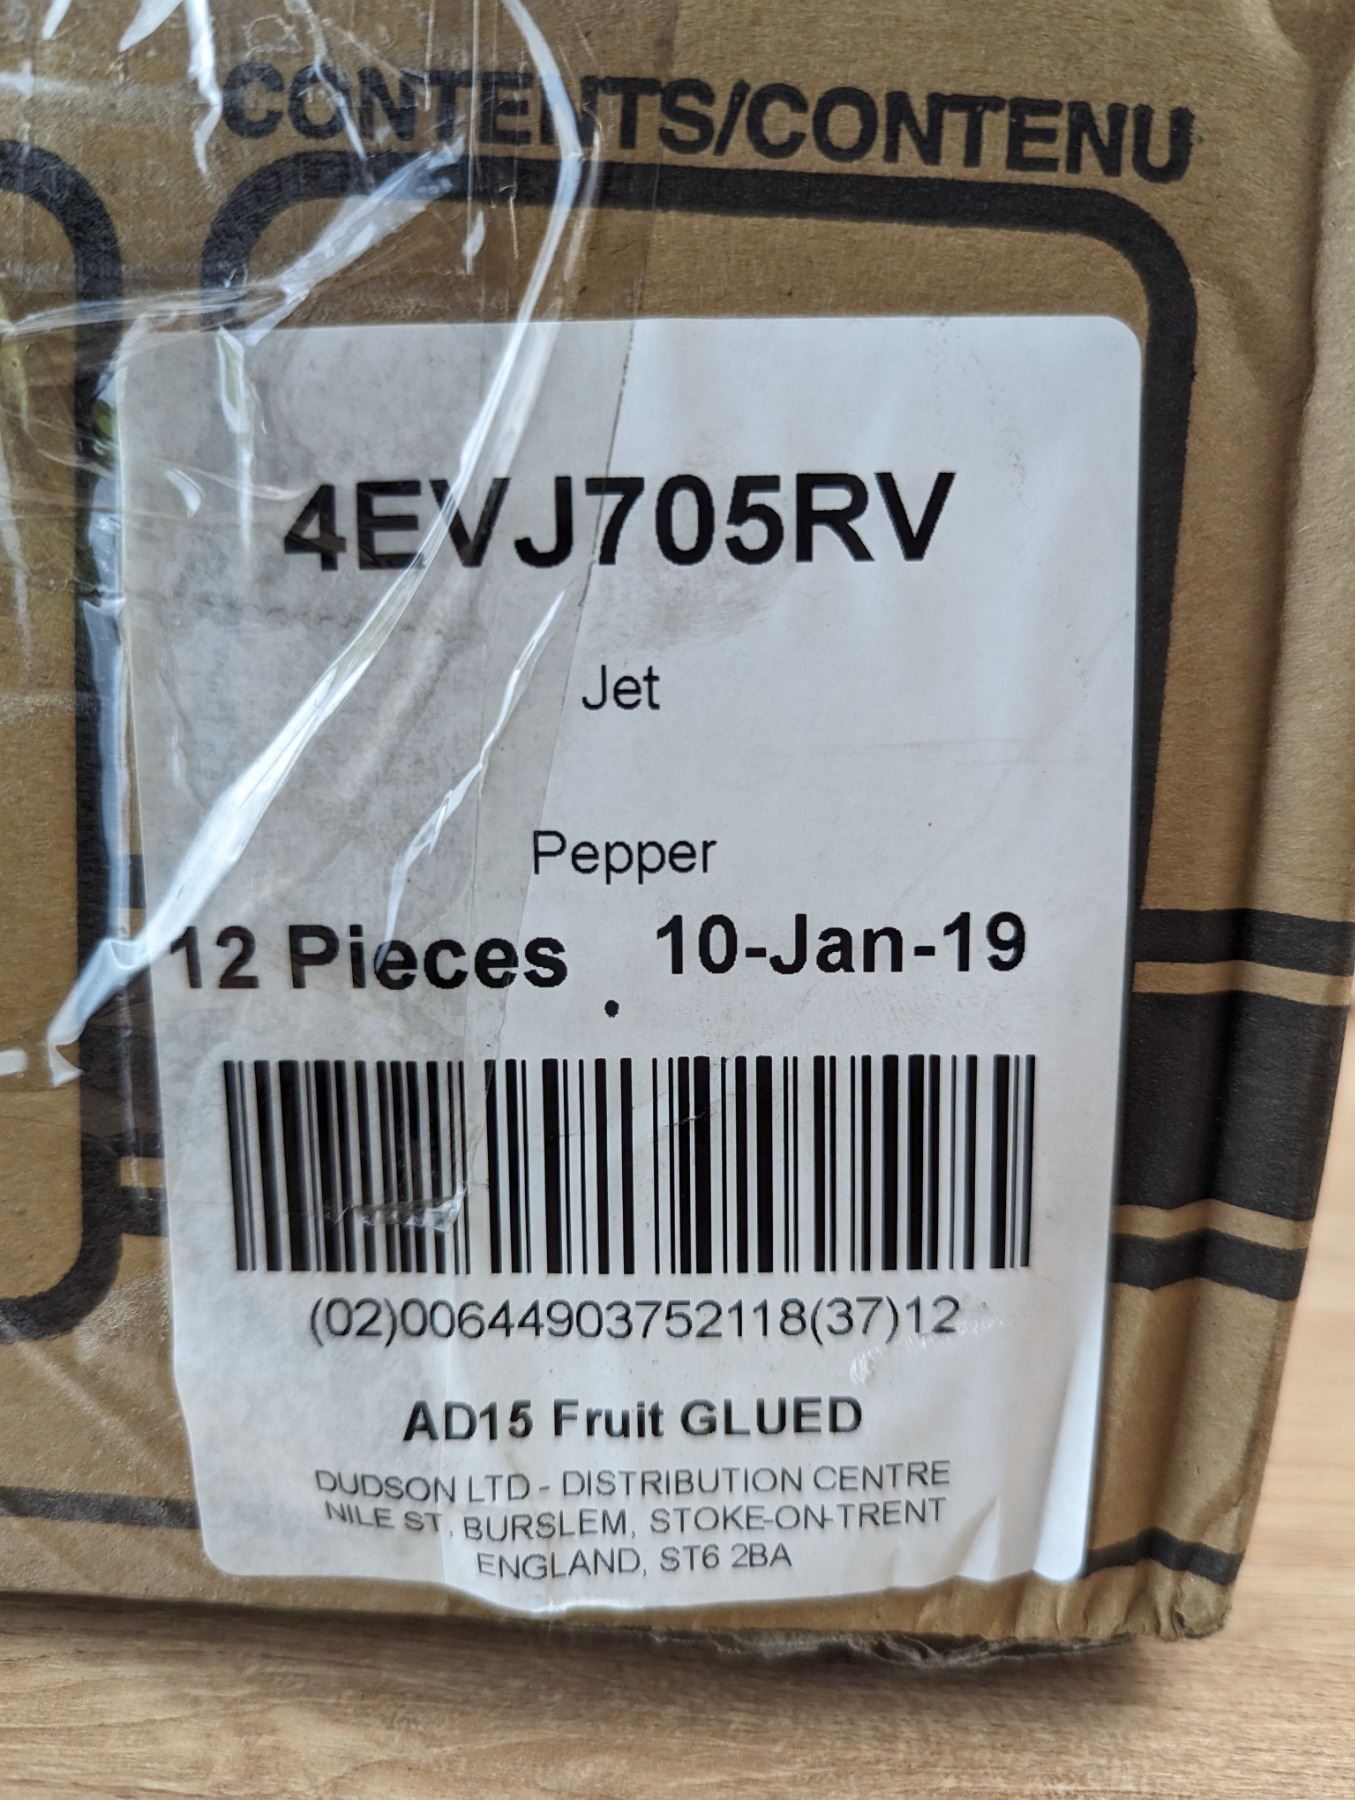 CONTENTS/CONTENU
4EVJ705RV
Jet
Pepper
12 Pieces 10-Jan-19
(02)00644903752118(37)12
AD15 Fruit GLUED
DUDSON LTD - DISTRIBUTION CENTRE
NILE ST, BURSLEM, STOKE-ON-TRENT
ENGLAND, ST6 2BA